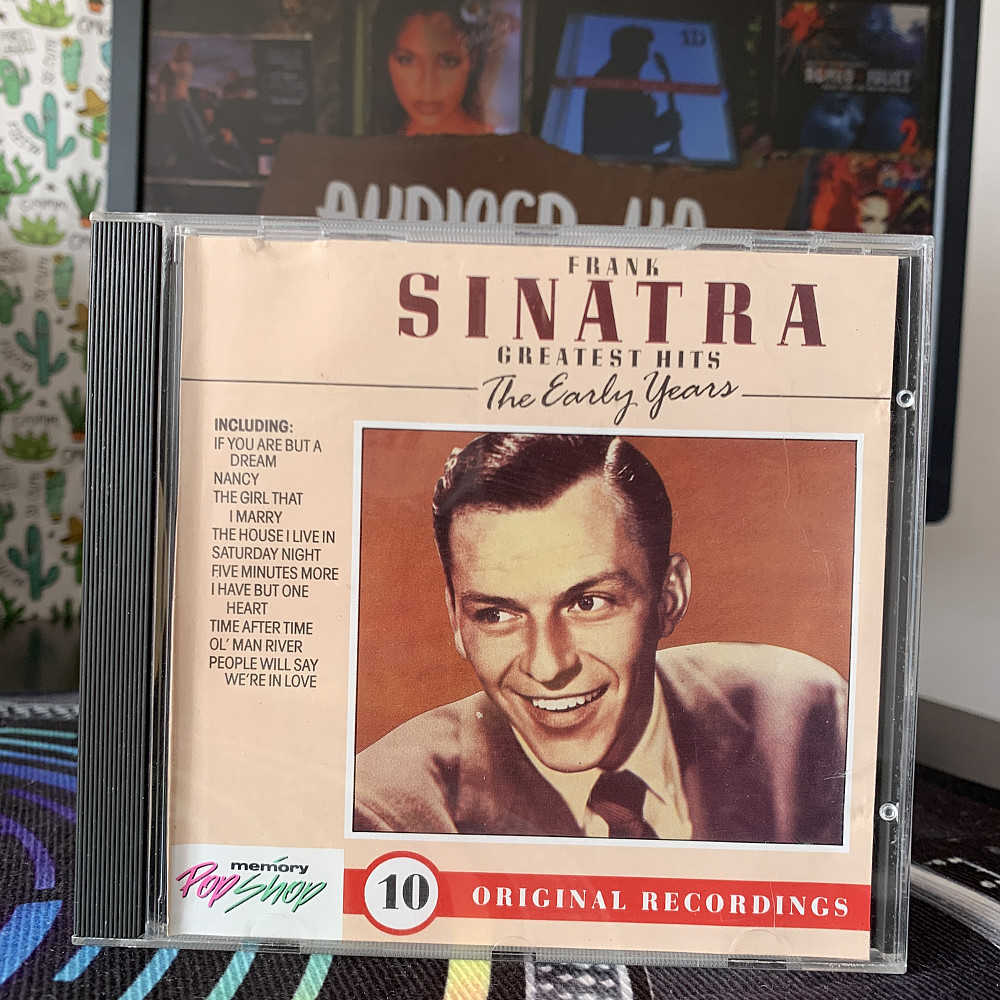 AUDIOCD
FRANK
SINATRA
GREATEST HITS
The Early Years
INCLUDING:
IF YOU ARE BUT A
DREAM
NANCY
THE GIRL THAT
I MARRY
THE HOUSE I LIVE IN
SATURDAY NIGHT
FIVE MINUTES MORE
I HAVE BUT ONE
HEART
TIME AFTER TIME
OL' MAN RIVER
PEOPLE WILL SAY
WE'RE IN LOVE
memory
Pop Shop
10 ORIGINAL RECORDINGS